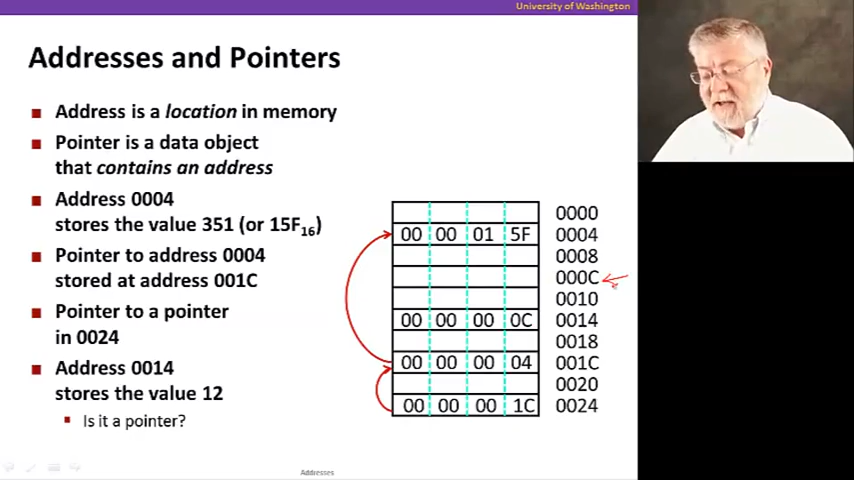 University of Washington
Addresses and Pointers
Address is a location in memory
Pointer is a data object
that contains an address
Address 0004
stores the value 351 (or 15F16)
Pointer to address 0004
stored at address 001C
Pointer to a pointer
in 0024
Address 0014
stores the value 12
Is it a pointer?
0000
00 00 01 5F 0004
0008
000C
0010
00 00 00 0C 0014
0018
00 00 00 04 001C
0020
00 00 00 1C 0024
Addresses